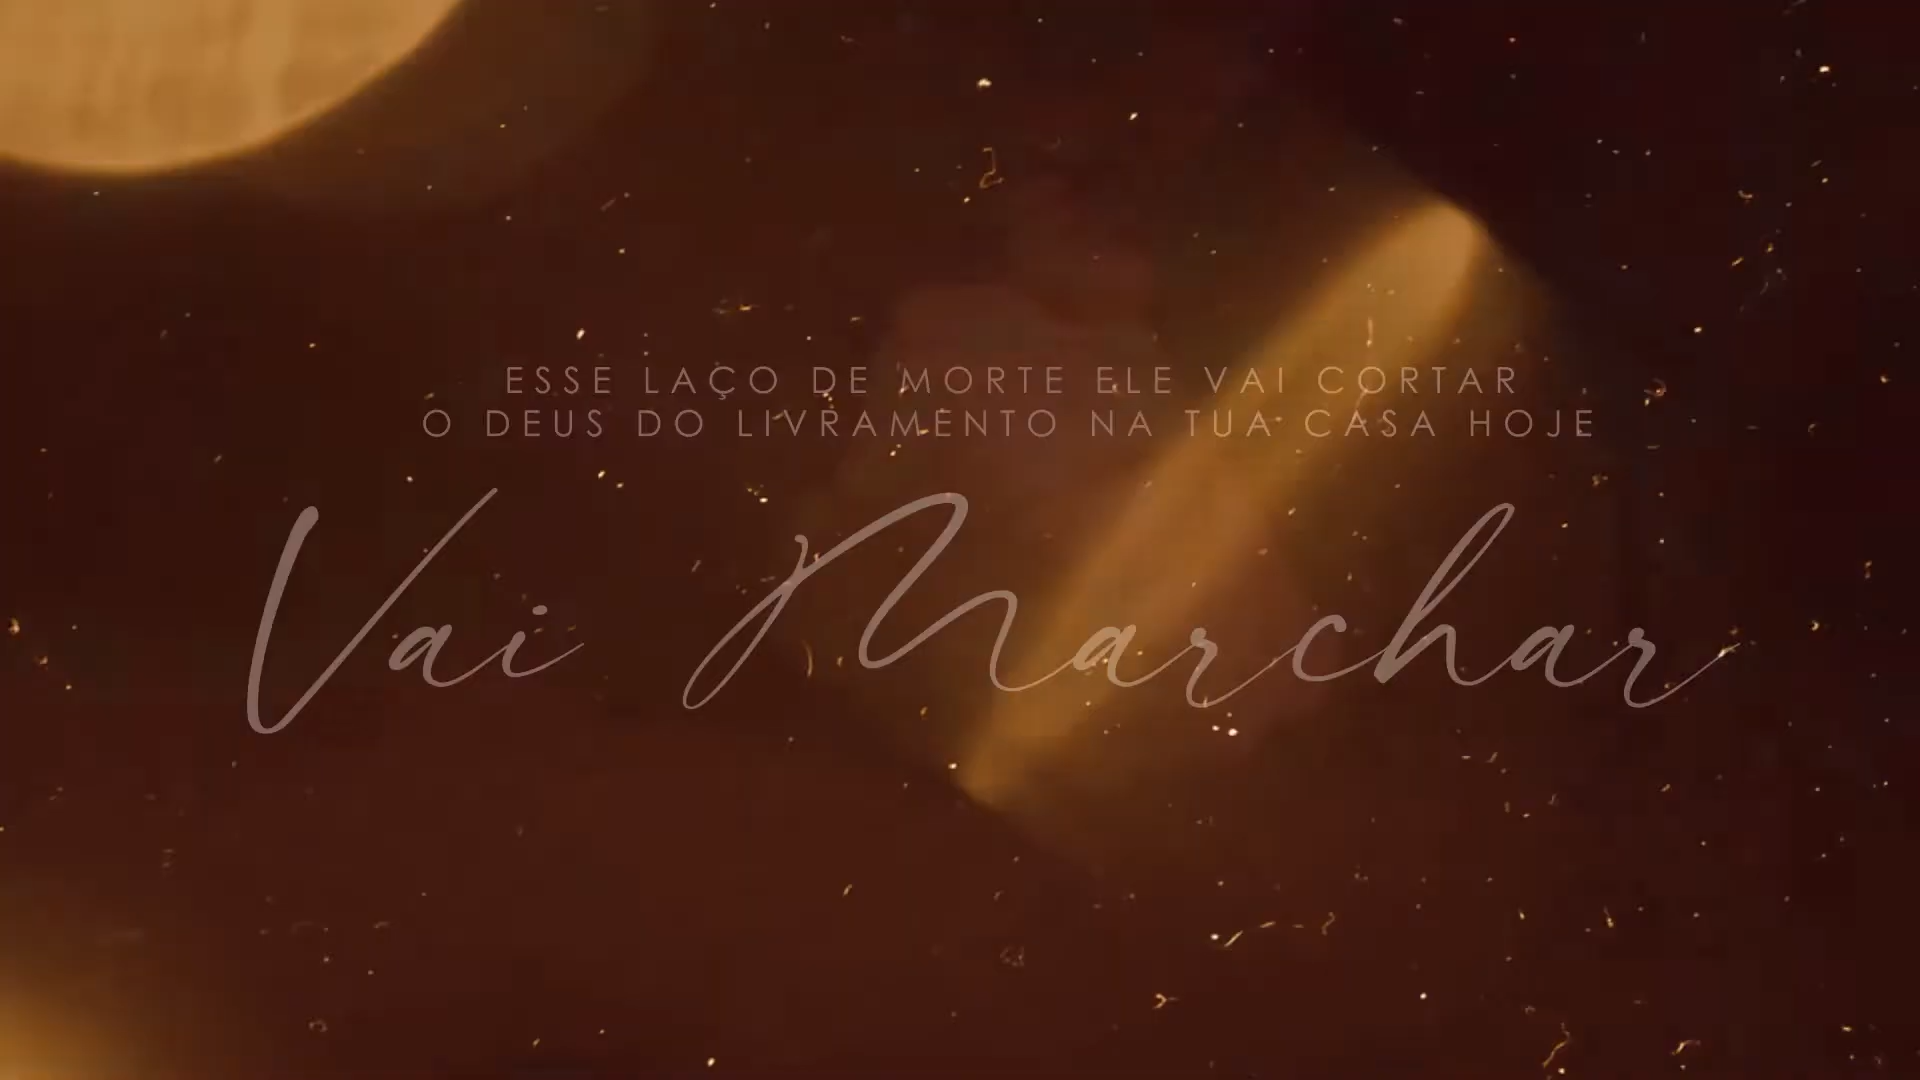 ESSE LAÇO DE MORTE ELE VAI CORTAR
O DEUS DO LIVRAMENTO NA TUA CASA HOJE
Vai Marchar